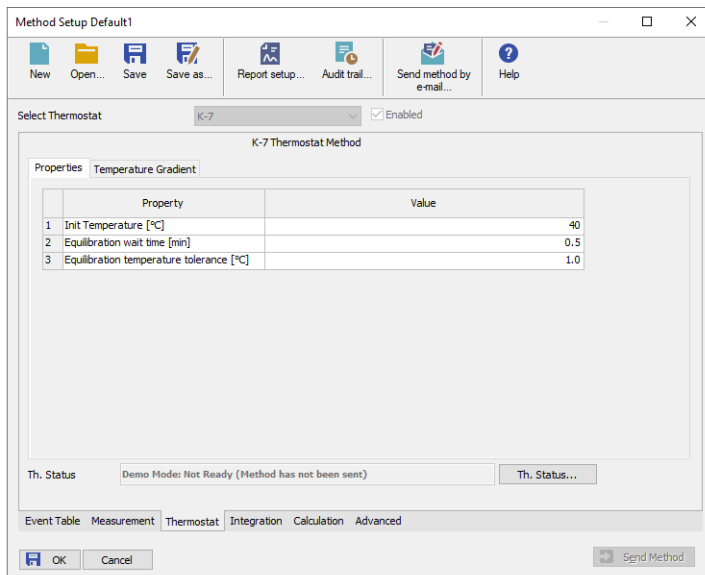 Method Setup Default1
New Open... Save Save as... Report setup... Audit trail... Send method by e-mail... Help
Select Thermostat K-7 Enabled
K-7 Thermostat Method
Properties Temperature Gradient
Property Value
1 Init Temperature [°C] 40
2 Equilibration wait time [min] 0.5
3 Equilibration temperature tolerance [°C] 1.0
Th. Status Demo Mode: Not Ready (Method has not been sent) Th. Status...
Event Table Measurement Thermostat Integration Calculation Advanced
OK Cancel Send Method